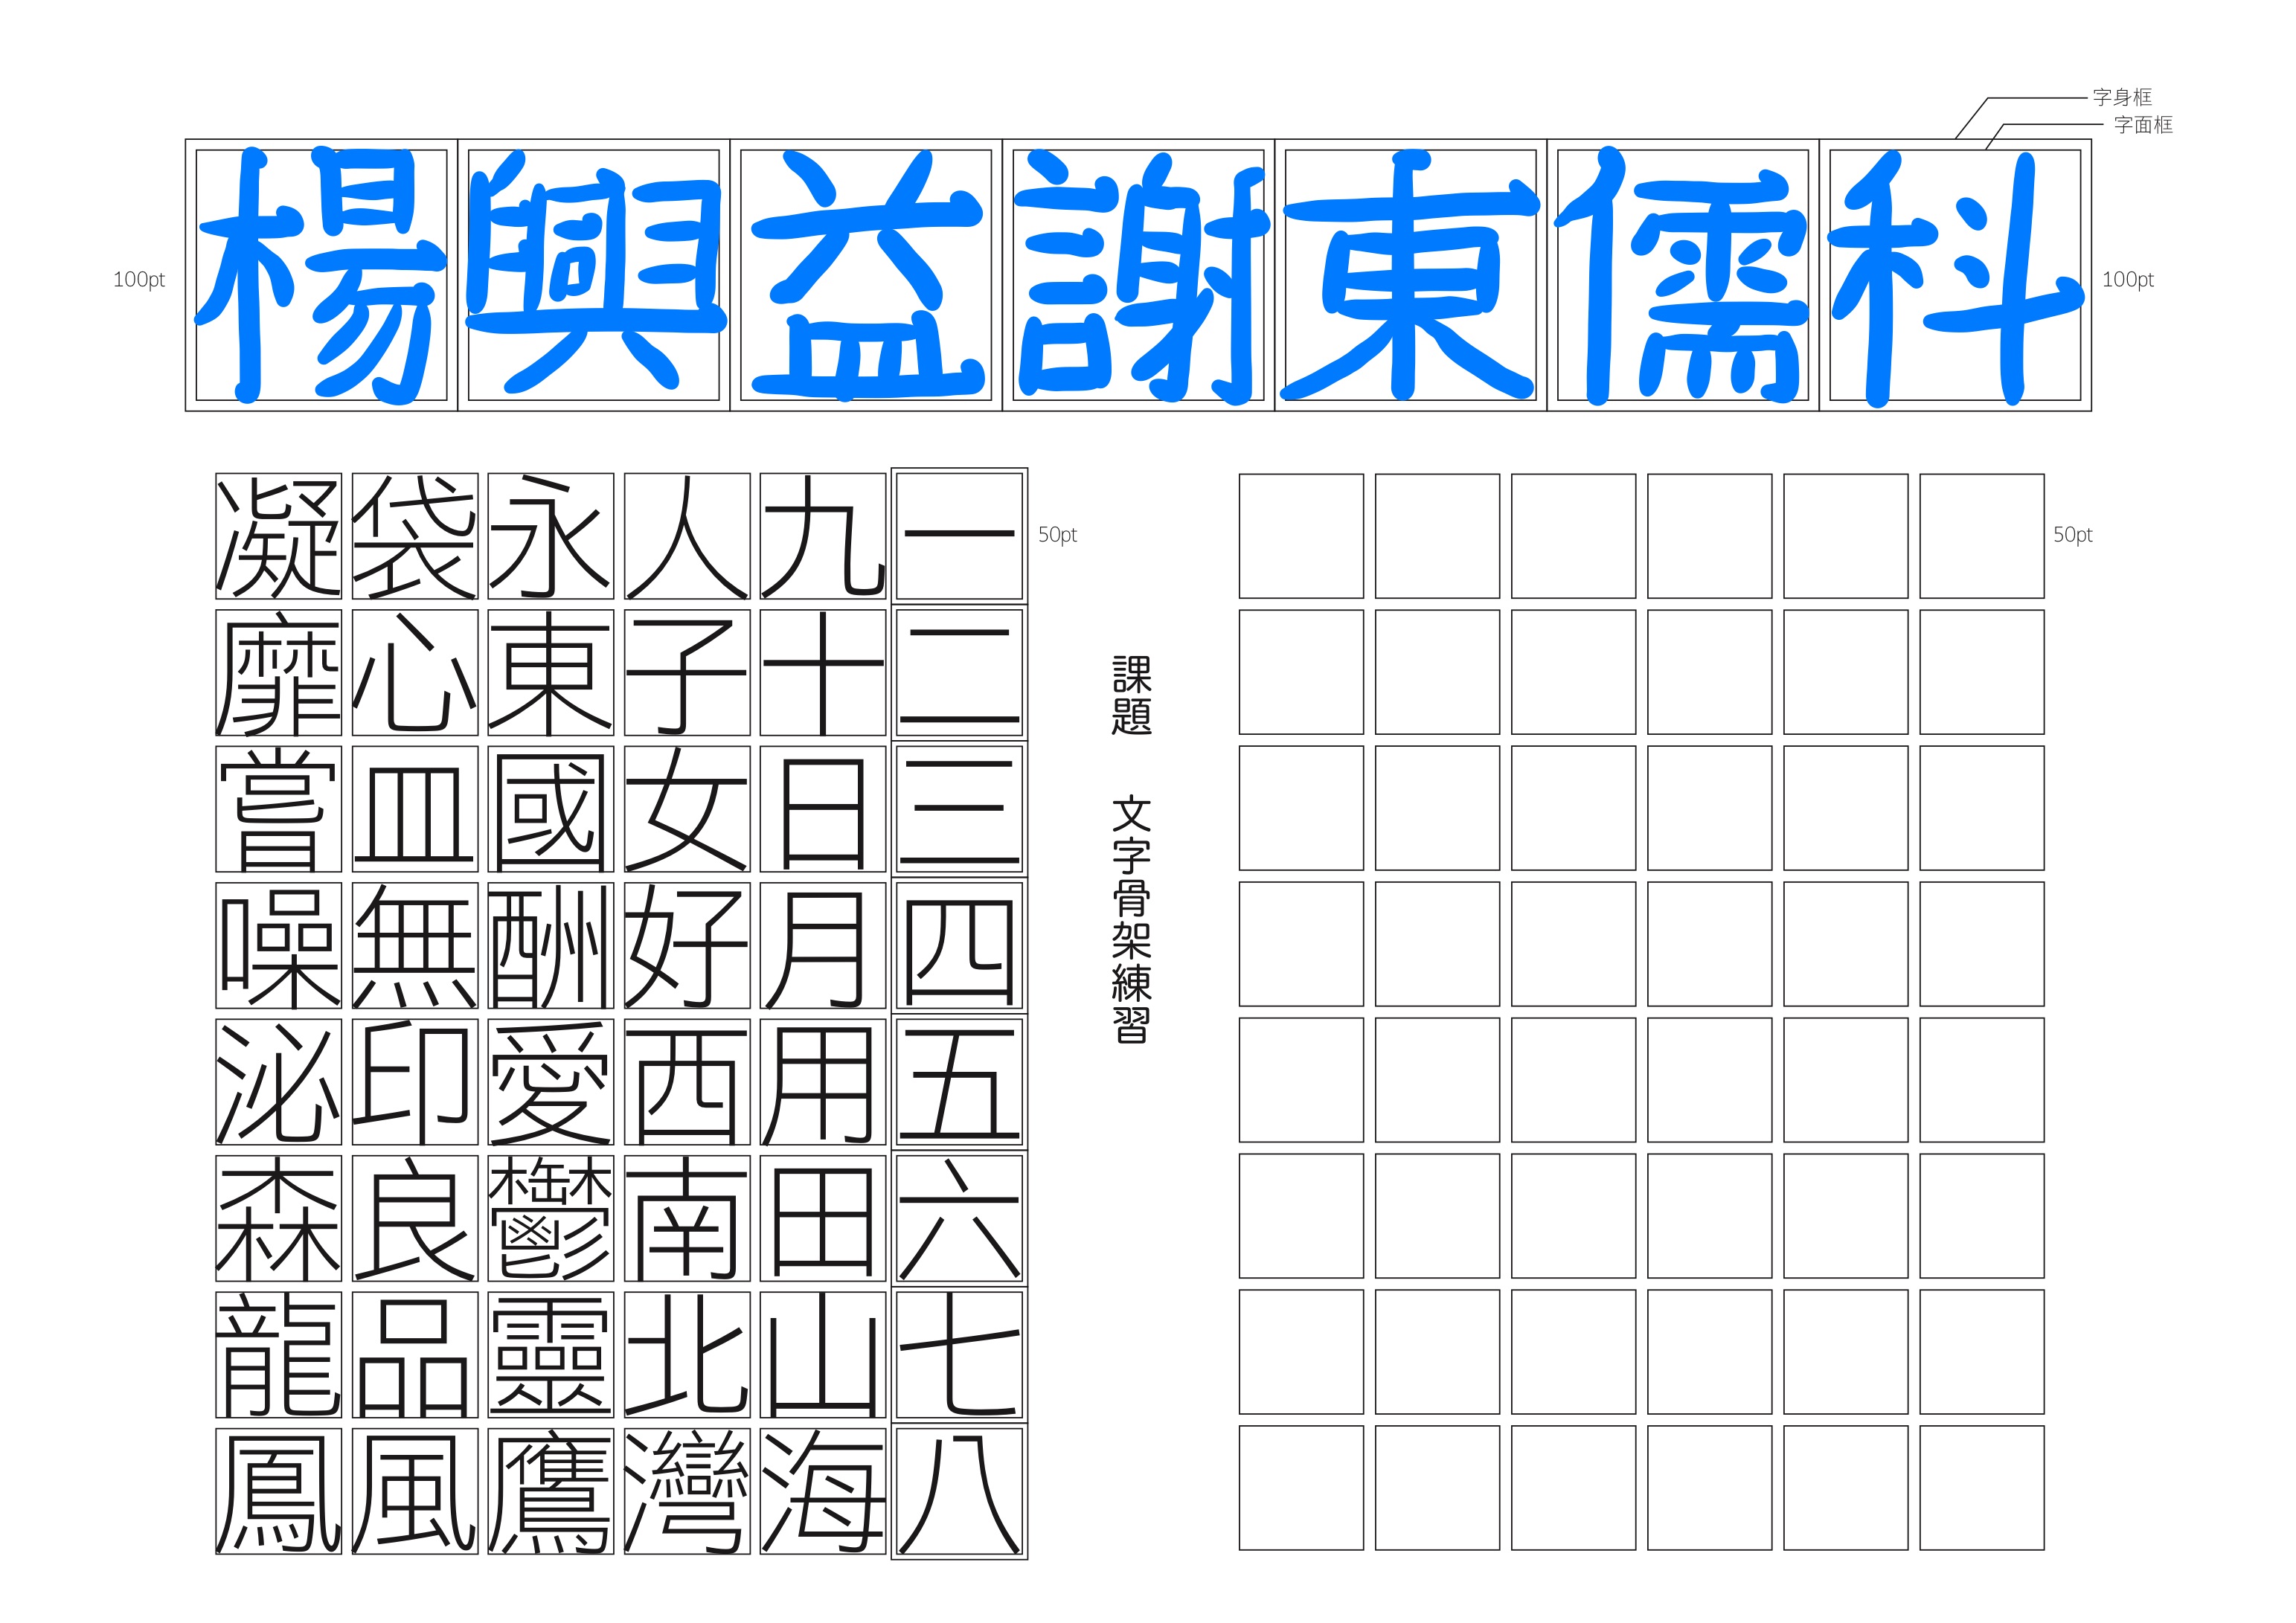 字身框
字面框
100pt
楊興益謝東儒科
100pt
50pt
課題 文字骨架練習
50pt
一二三四五六七八
九十日月用田山海
人子女好西南北灣
永東國酬愛鬱靈鷹
袋心皿無印良品風
凝靡嘗噪泌森龍鳳